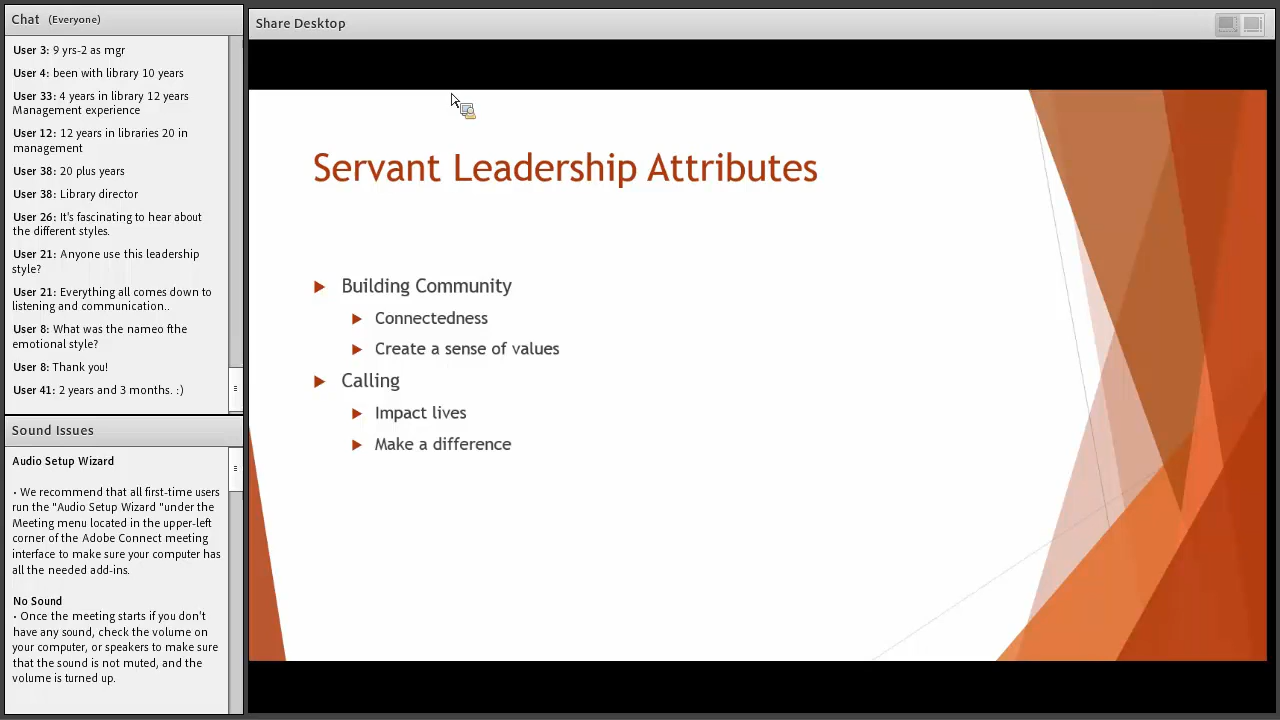 Chat (Everyone)
User 3: 9 yrs-2 as mgr
User 4: been with library 10 years
User 33: 4 years in library 12 years
Management experience
User 12: 12 years in libraries 20 in
management
User 38: 20 plus years
User 38: Library director
User 26: It's fascinating to hear about
the different styles.
User 21: Anyone use this leadership
style?
User 21: Everything all comes down to
listening and communication..
User 8: What was the nameo fthe
emotional style?
User 8: Thank you!
User 41: 2 years and 3 months. :)
Sound Issues
Audio Setup Wizard
• We recommend that all first-time users
run the "Audio Setup Wizard "under the
Meeting menu located in the upper-left
corner of the Adobe Connect meeting
interface to make sure your computer has
all the needed add-ins.
No Sound
• Once the meeting starts if you don't
have any sound, check the volume on
your computer, or speakers to make sure
that the sound is not muted, and the
volume is turned up.
Share Desktop
Servant Leadership Attributes
Building Community
Connectedness
Create a sense of values
Calling
Impact lives
Make a difference